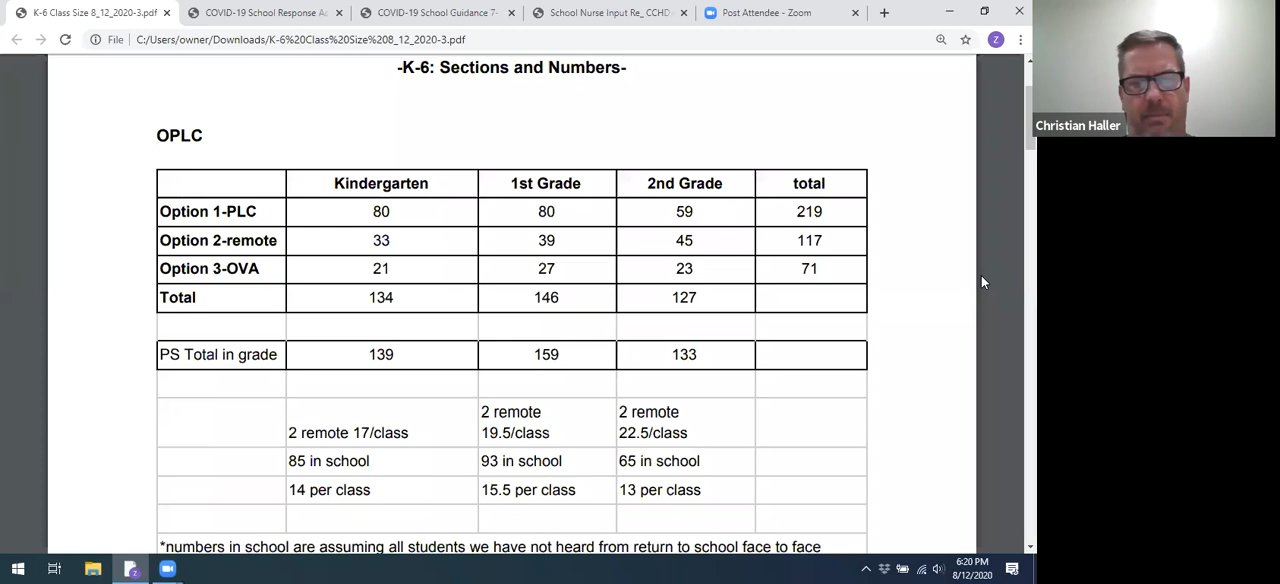 K-6 Class Size 8_12_2020-3.pdf
COVID-19 School Response Ac
COVID-19 School Guidance 7-
School Nurse Input Re_ CCHD
Post Attendee - Zoom
File C:/Users/owner/Downloads/K-6%20Class%20Size%208_12_2020-3.pdf
Z
Christian Haller
-K-6: Sections and Numbers-
OPLC
Kindergarten 1st Grade 2nd Grade total
Option 1-PLC 80 80 59 219
Option 2-remote 33 39 45 117
Option 3-OVA 21 27 23 71
Total 134 146 127
PS Total in grade 139 159 133
2 remote 17/class 2 remote 19.5/class 2 remote 22.5/class
85 in school 93 in school 65 in school
14 per class 15.5 per class 13 per class
*numbers in school are assuming all students we have not heard from return to school face to face
6:20 PM
8/12/2020